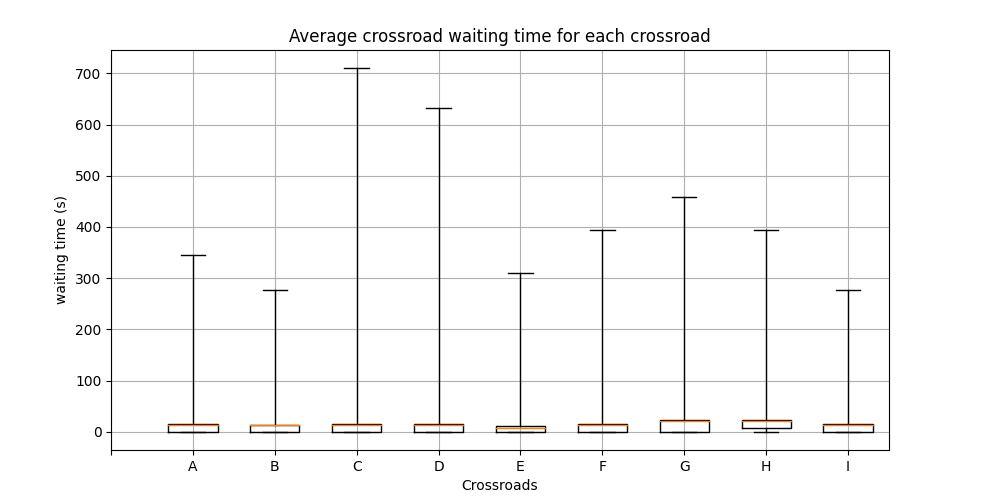 Average crossroad waiting time for each crossroad
waiting time (s)
700
600
500
400
300
200
100
0
A B C D E F G H I
Crossroads